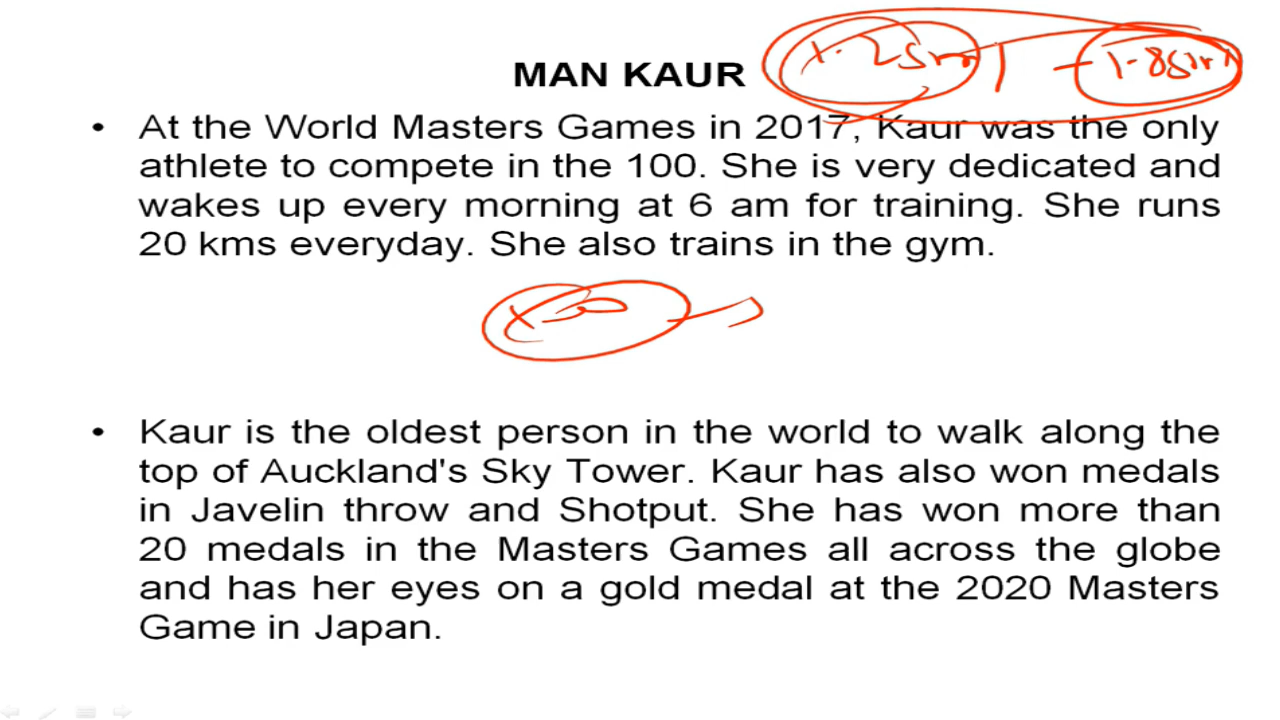 MAN KAUR
• At the World Masters Games in 2017, Kaur was the only
athlete to compete in the 100. She is very dedicated and
wakes up every morning at 6 am for training. She runs
20 kms everyday. She also trains in the gym.
• Kaur is the oldest person in the world to walk along the
top of Auckland's Sky Tower. Kaur has also won medals
in Javelin throw and Shotput. She has won more than
20 medals in the Masters Games all across the globe
and has her eyes on a gold medal at the 2020 Masters
Game in Japan.